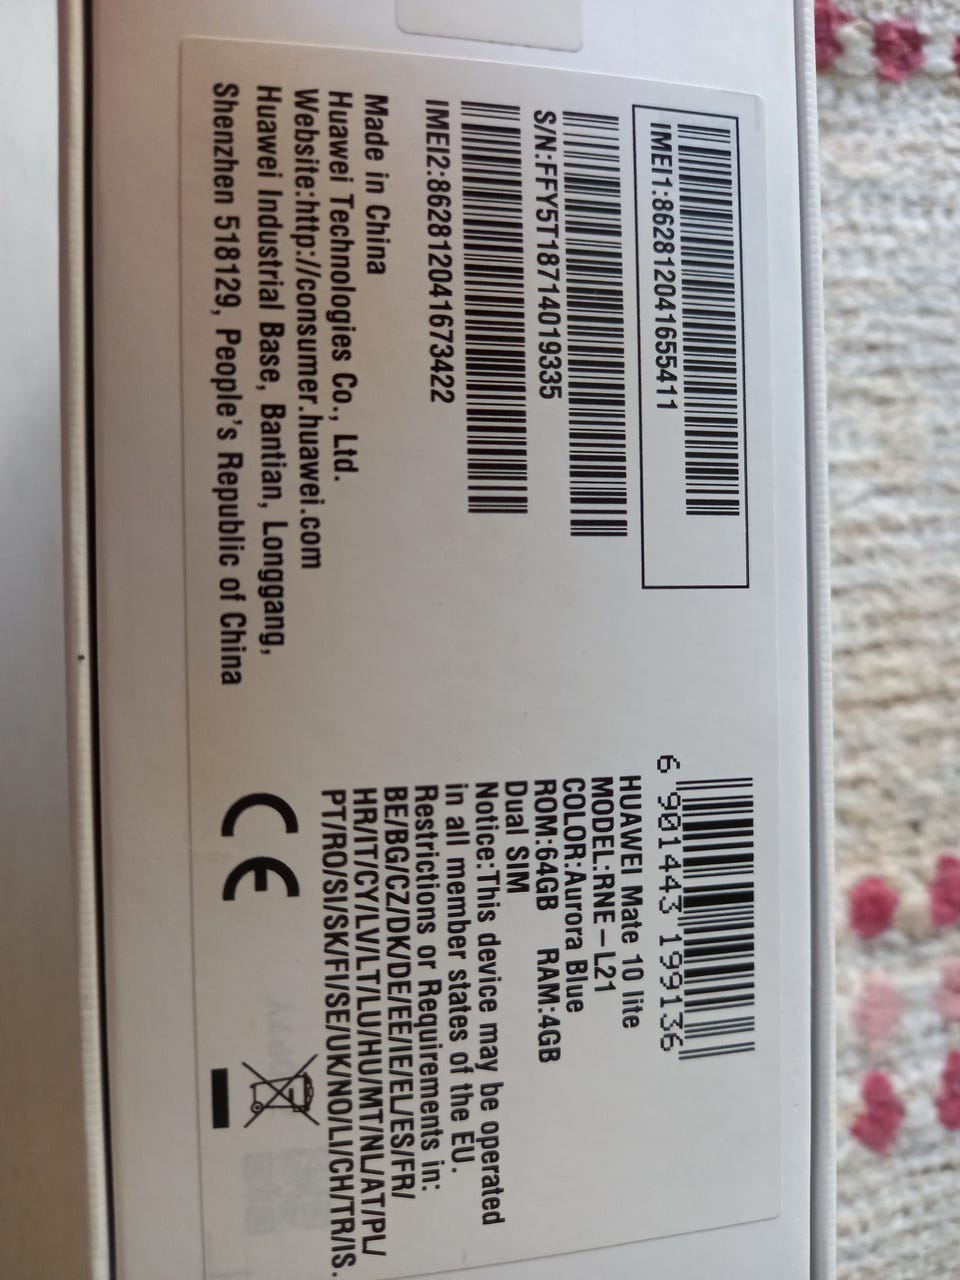 IMEI1:862812041655411
S/N:FFY5T18714019335
IMEI2:862812041673422
Made in China
Huawei Technologies Co., Ltd.
Website:http://consumer.huawei.com
Huawei Industrial Base, Bantian, Longgang,
Shenzhen 518129, People's Republic of China
6 901443 199136
HUAWEI Mate 10 lite
MODEL:RNE-L21
COLOR:Aurora Blue
ROM:64GB RAM:4GB
Dual SIM
Notice:This device may be operated
in all member states of the EU.
Restrictions or Requirements in:
BE/BG/CZ/DK/DE/EE/IE/EL/ES/FR/
HR/IT/CY/LV/LT/LU/HU/MT/NL/AT/PL/
PT/RO/SI/SK/FI/SE/UK/NO/LI/CH/TR/IS.
CE